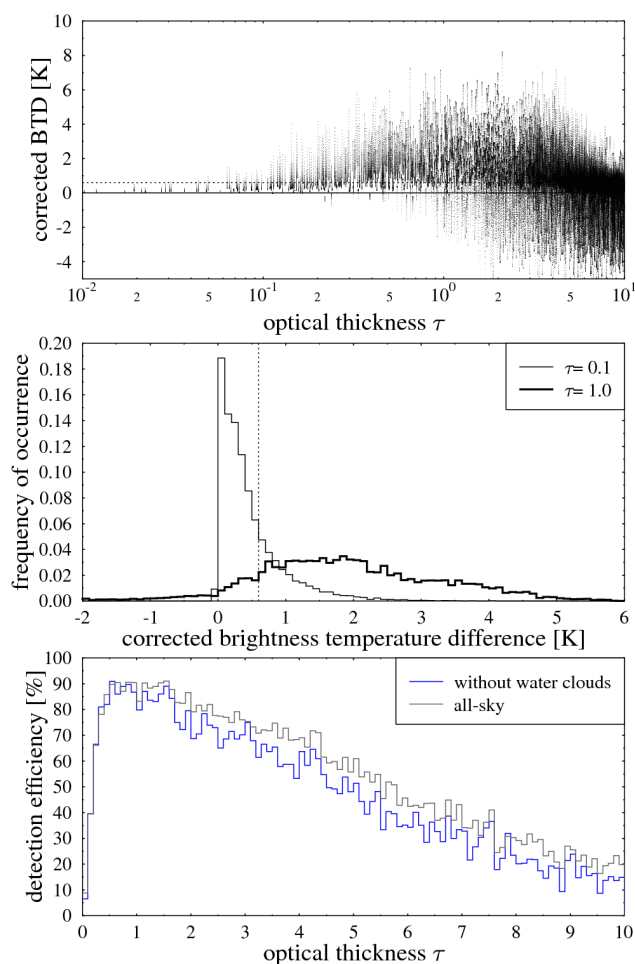 10
8
6
4
2
0
-2
-4
corrected BTD [K]
10-2 2 5 10-1 2 5 100 2 5 101
optical thickness τ
0.20
0.18
0.16
0.14
0.12
0.10
0.08
0.06
0.04
0.02
0.00
frequency of occurrence
τ= 0.1
τ= 1.0
-2 -1 0 1 2 3 4 5 6
corrected brightness temperature difference [K]
100
90
80
70
60
50
40
30
20
10
0
detection efficiency [%]
without water clouds
all-sky
0 1 2 3 4 5 6 7 8 9 10
optical thickness τ